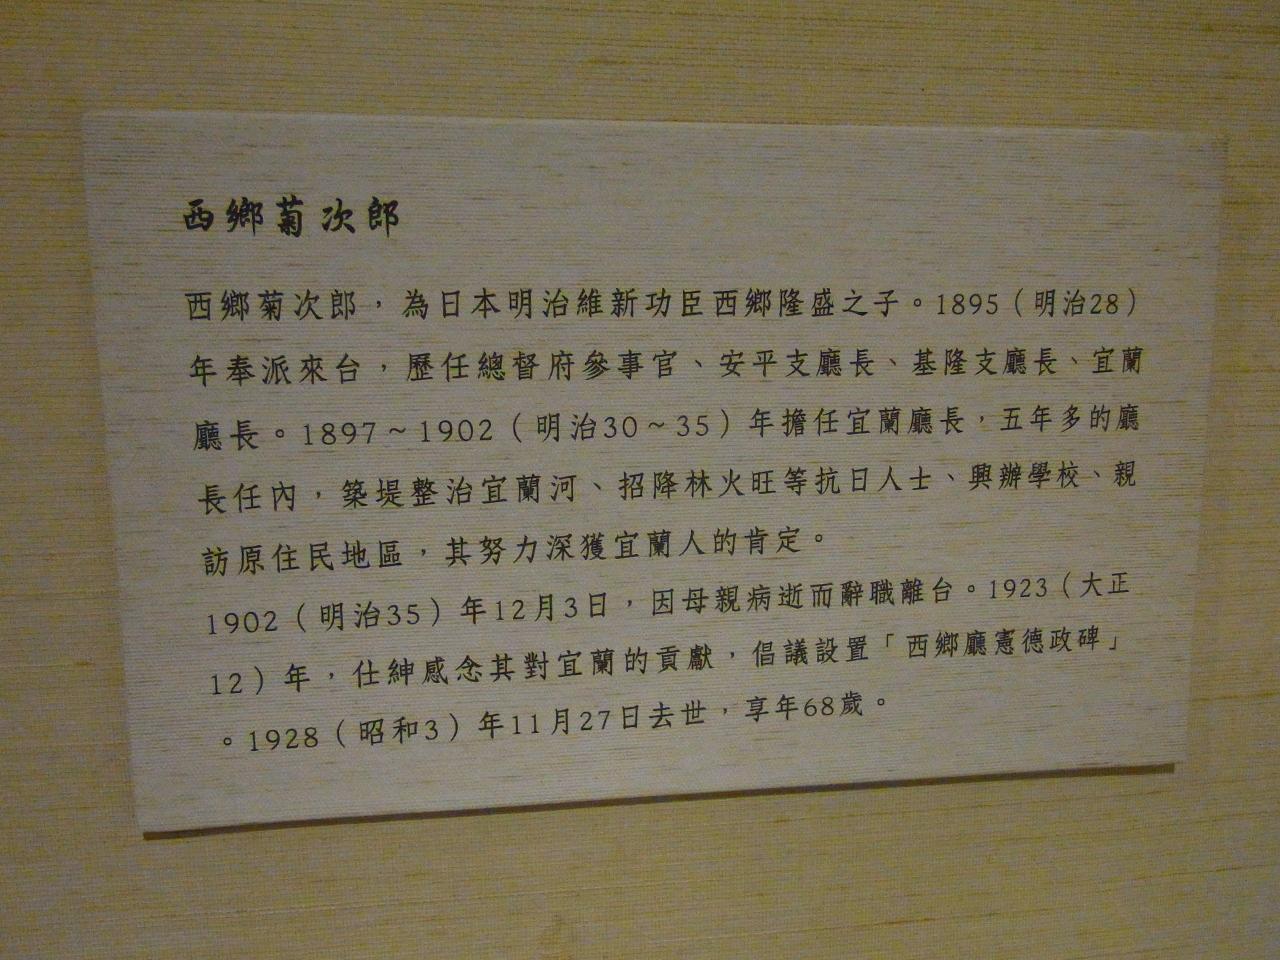 西鄉菊次郎
西鄉菊次郎，為日本明治維新功臣西鄉隆盛之子。1895（明治28）
年奉派來台，歷任總督府參事官、安平支廳長、基隆支廳長、宜蘭
廳長。1897～1902（明治30～35）年擔任宜蘭廳長，五年多的廳
長任內，築堤整治宜蘭河、招降林火旺等抗日人士、興辦學校、親
訪原住民地區，其努力深獲宜蘭人的肯定。
1902（明治35）年12月3日，因母親病逝而辭職離台。1923（大正
12）年，仕紳感念其對宜蘭的貢獻，倡議設置「西鄉廳憲德政碑」
。1928（昭和3）年11月27日去世，享年68歲。